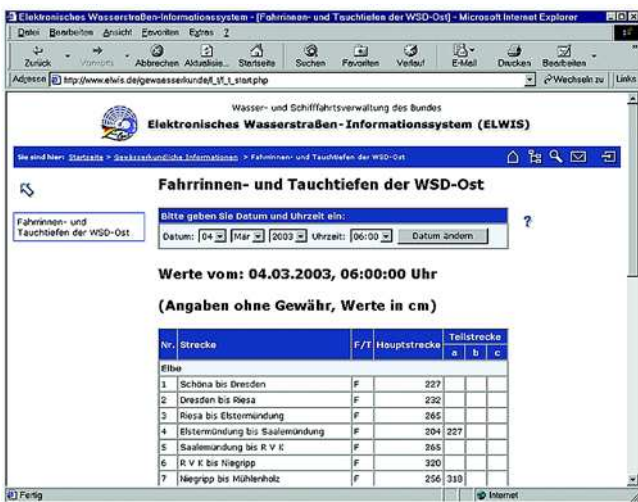 Elektronisches Wasserstraßen-Informationssystem - [Fahrrinnen- und Tauchtiefen der WSD-Ost] - Microsoft Internet Explorer
Datei Bearbeiten Ansicht Favoriten Extras ?
Zurück Vorwärts Abbrechen Aktualisie... Startseite Suchen Favoriten Verlauf E-Mail Drucken Bearbeiten
Adresse http://www.elwis.de/gewaesserkunde/f_t/f_t_start.php Wechseln zu Links
Wasser- und Schifffahrtsverwaltung des Bundes
Elektronisches Wasserstraßen-Informationssystem (ELWIS)
Sie sind hier: Startseite > Gewässerkundliche Informationen > Fahrrinnen- und Tauchtiefen der WSD-Ost
Fahrrinnen- und Tauchtiefen der WSD-Ost
Fahrrinnen- und
Tauchtiefen der WSD-Ost
Bitte geben Sie Datum und Uhrzeit ein:
?
Datum: 04 Mär 2003 Uhrzeit: 06:00 Datum ändern
Werte vom: 04.03.2003, 06:00:00 Uhr
(Angaben ohne Gewähr, Werte in cm)
Nr. Strecke F/T Hauptstrecke Teilstrecke
a b c
Elbe
1 Schöna bis Dresden F 227
2 Dresden bis Riesa F 232
3 Riesa bis Elstermündung F 265
4 Elstermündung bis Saalemündung F 204 227
5 Saalemündung bis R V K F 265
6 R V K bis Niegripp F 320
7 Niegripp bis Mühlenholz F 256 318
Fertig Internet